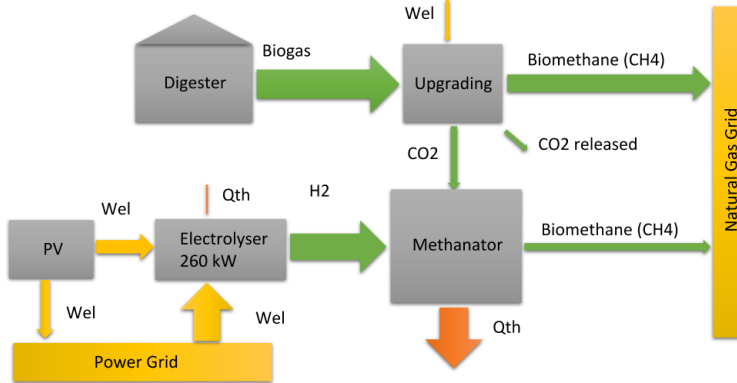 Wel
Biogas
Biomethane (CH4)
Digester
Upgrading
CO2
CO2 released
Natural Gas Grid
Qth
H2
Wel
PV
Electrolyser
260 kW
Methanator
Biomethane (CH4)
Wel
Wel
Qth
Power Grid